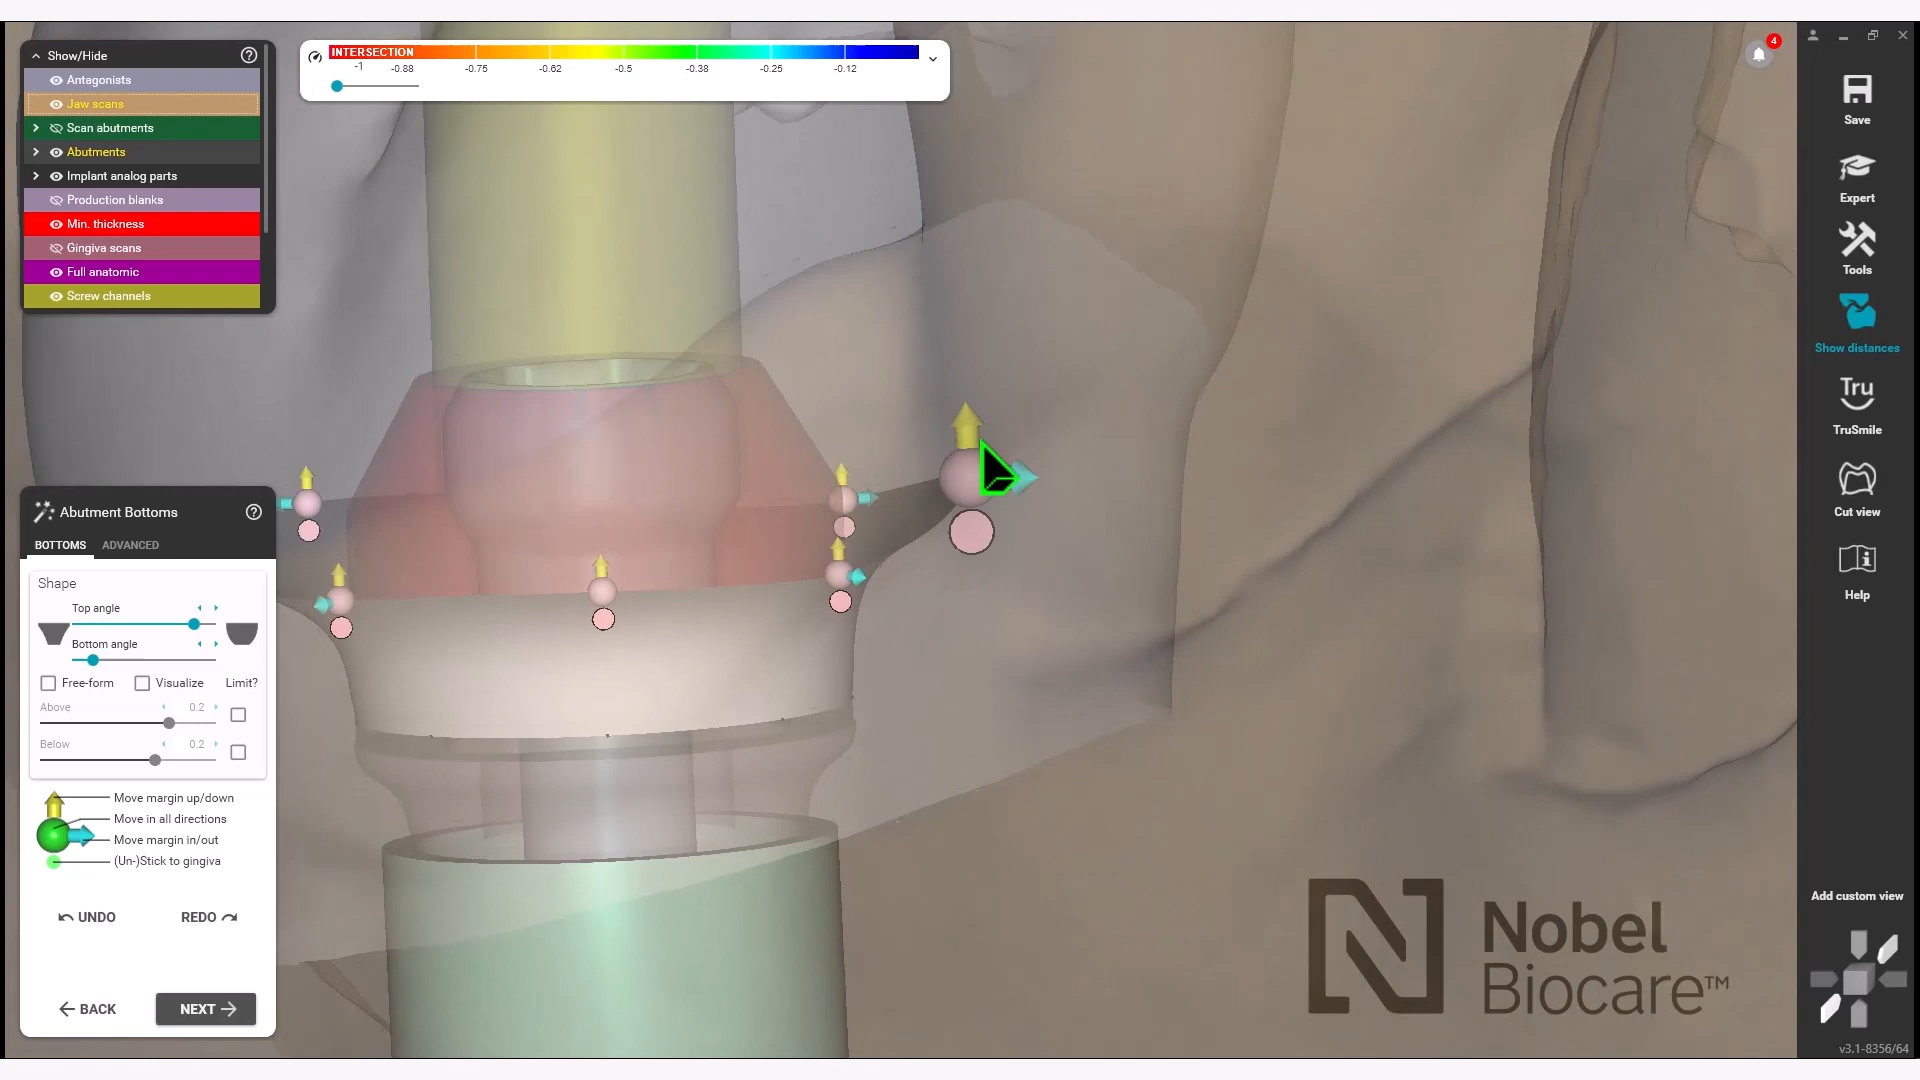 Show/Hide
Antagonists
Jaw scans
Scan abutments
Abutments
Implant analog parts
Production blanks
Min. thickness
Gingiva scans
Full anatomic
Screw channels
INTERSECTION
-1 -0.88 -0.75 -0.62 -0.5 -0.38 -0.25 -0.12
4
Save
Expert
Tools
Show distances
Tru
TruSmile
Cut view
Help
Add custom view
v3.1-8356/64
Abutment Bottoms
BOTTOMS ADVANCED
Shape
Top angle
Bottom angle
Free-form Visualize Limit?
Above 0.2
Below 0.2
Move margin up/down
Move in all directions
Move margin in/out
(Un-)Stick to gingiva
UNDO REDO
BACK NEXT
Nobel
Biocare™